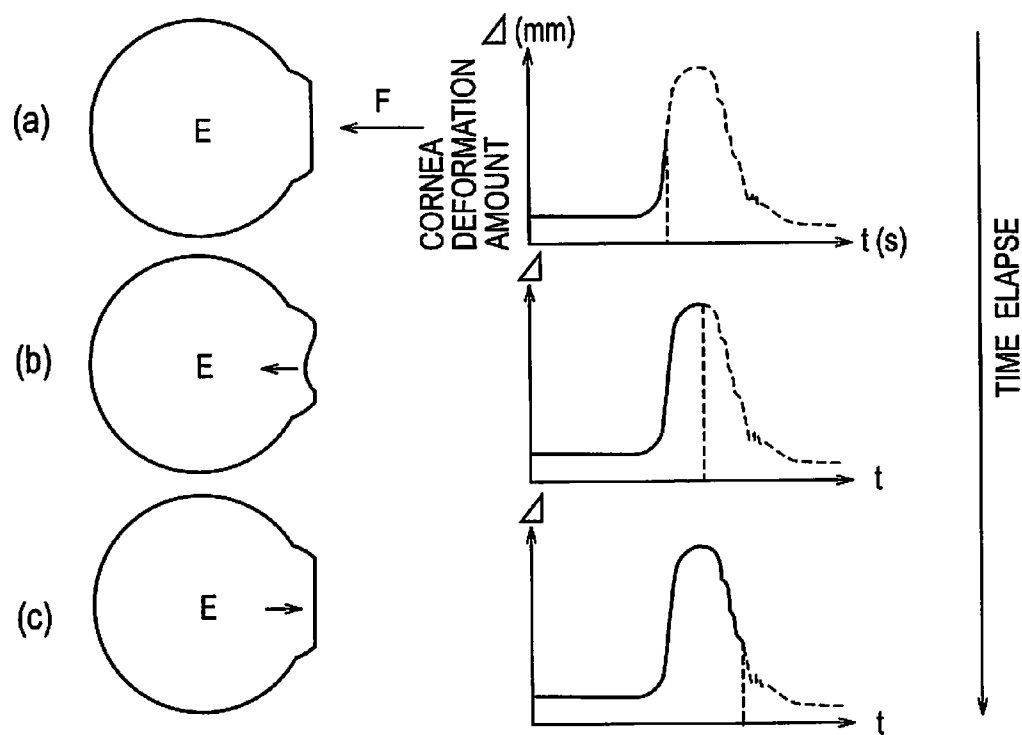 (a)
E
F
CORNEA
DEFORMATION
AMOUNT
⊿ (mm)
t (s)
(b)
E
⊿
t
(c)
E
⊿
t
TIME ELAPSE